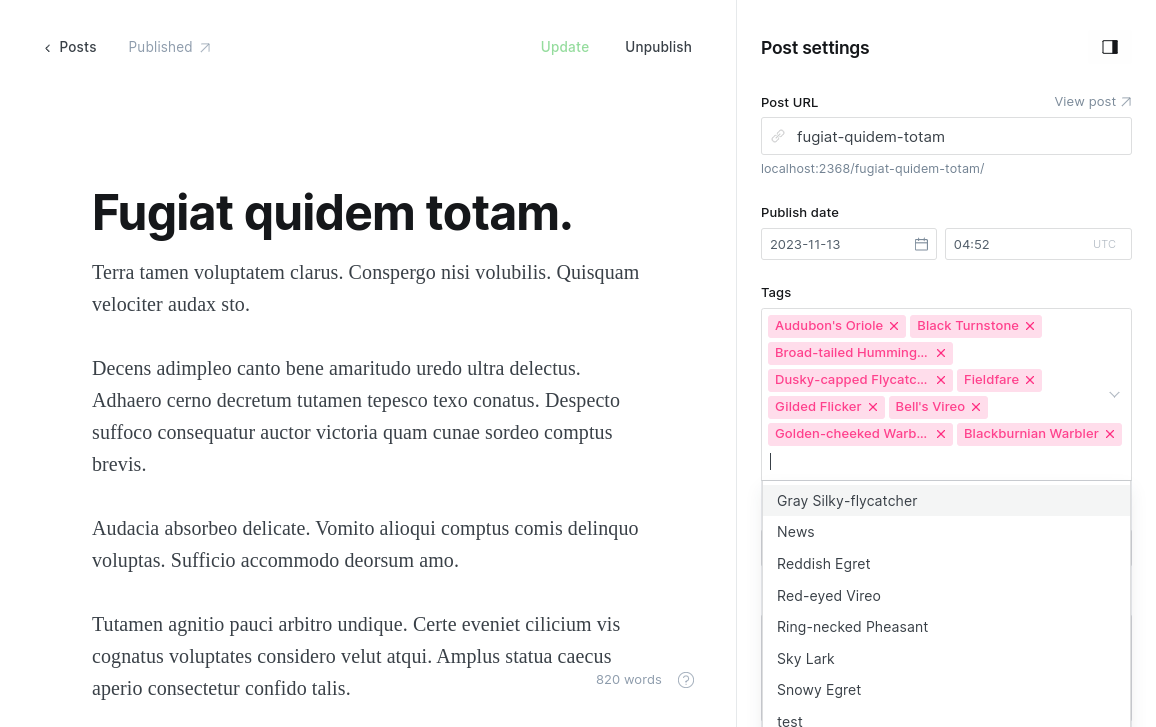 Posts
Published
Update
Unpublish
Fugiat quidem totam.
Terra tamen voluptatem clarus. Conspergo nisi volubilis. Quisquam
velociter audax sto.
Decens adimpleo canto bene amaritudo uredo ultra delectus.
Adhaero cerno decretum tutamen tepesco texo conatus. Despecto
suffoco consequatur auctor victoria quam cunae sordeo comptus
brevis.
Audacia absorbeo delicate. Vomito alioqui comptus comis delinquo
voluptas. Sufficio accommodo deorsum amo.
Tutamen agnitio pauci arbitro undique. Certe eveniet cilicium vis
cognatus voluptates considero velut atqui. Amplus statua caecus
aperio consectetur confido talis.
820 words
Post settings
Post URL
View post
fugiat-quidem-totam
localhost:2368/fugiat-quidem-totam/
Publish date
2023-11-13
04:52
UTC
Tags
Audubon's Oriole
Black Turnstone
Broad-tailed Humming...
Dusky-capped Flycatc...
Fieldfare
Gilded Flicker
Bell's Vireo
Golden-cheeked Warb...
Blackburnian Warbler
Gray Silky-flycatcher
News
Reddish Egret
Red-eyed Vireo
Ring-necked Pheasant
Sky Lark
Snowy Egret
test